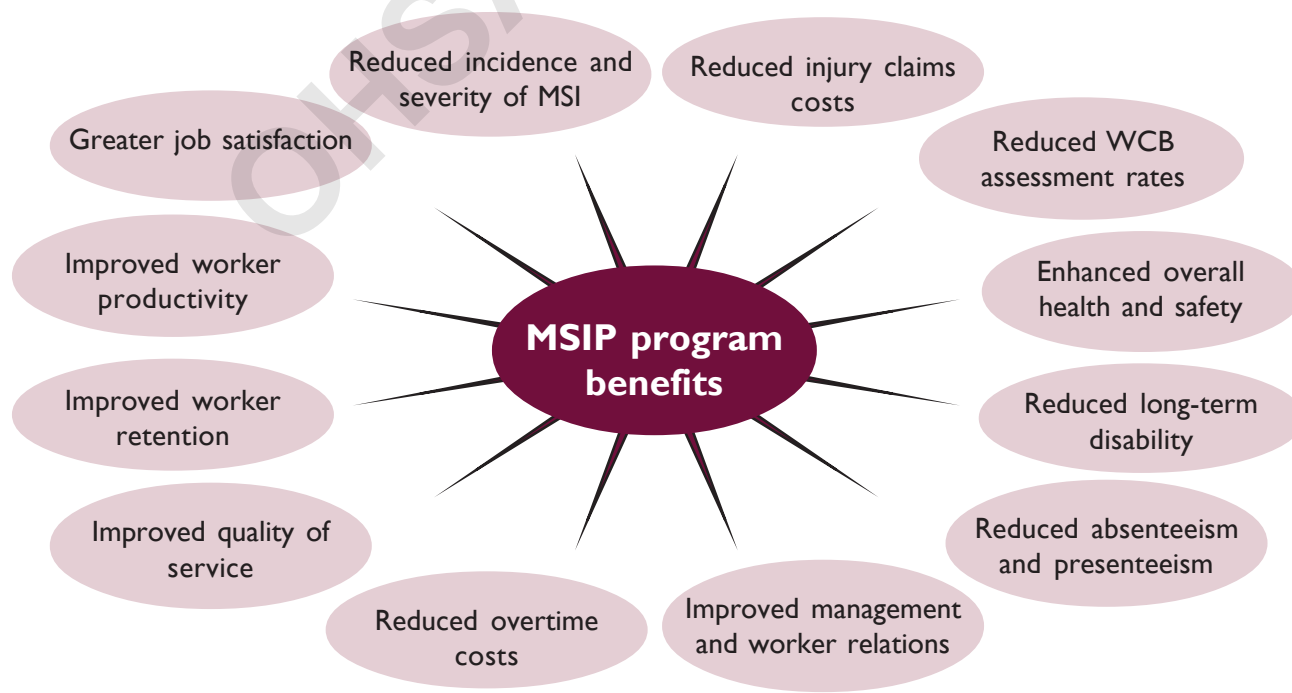 OHSA
Reduced incidence and
severity of MSI
Reduced injury claims
costs
Reduced WCB
assessment rates
Enhanced overall
health and safety
Reduced long-term
disability
Reduced absenteeism
and presenteeism
Improved management
and worker relations
Reduced overtime
costs
Improved quality of
service
Improved worker
retention
Improved worker
productivity
Greater job satisfaction
MSIP program
benefits